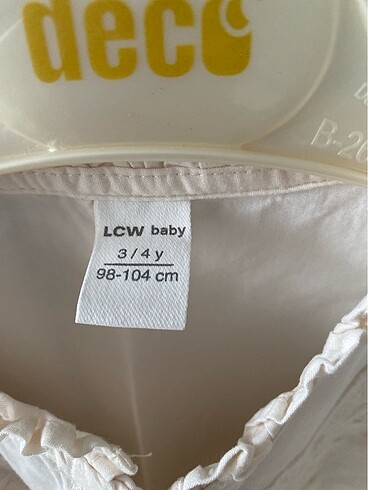 deco
B-20
LCW baby
3 / 4 y
98-104 cm